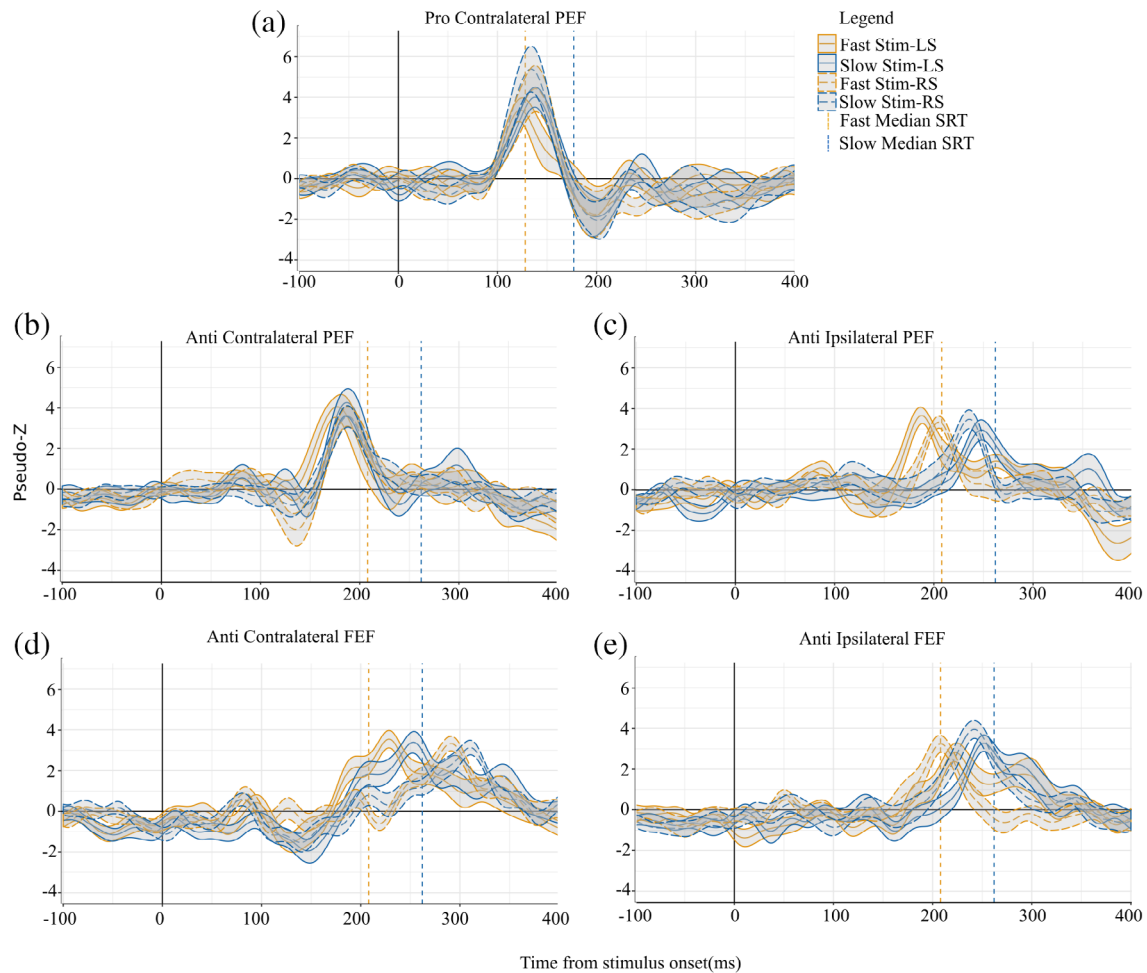 (a)
Pro Contralateral PEF
Legend
Fast Stim-LS
Slow Stim-LS
Fast Stim-RS
Slow Stim-RS
Fast Median SRT
Slow Median SRT
6
4
2
0
-2
-4
-100 0 100 200 300 400
(b)
Anti Contralateral PEF
6
4
2
0
-2
-4
-100 0 100 200 300 400
(c)
Anti Ipsilateral PEF
6
4
2
0
-2
-4
-100 0 100 200 300 400
Pseudo-Z
(d)
Anti Contralateral FEF
6
4
2
0
-2
-4
-100 0 100 200 300 400
(e)
Anti Ipsilateral FEF
6
4
2
0
-2
-4
-100 0 100 200 300 400
Time from stimulus onset(ms)